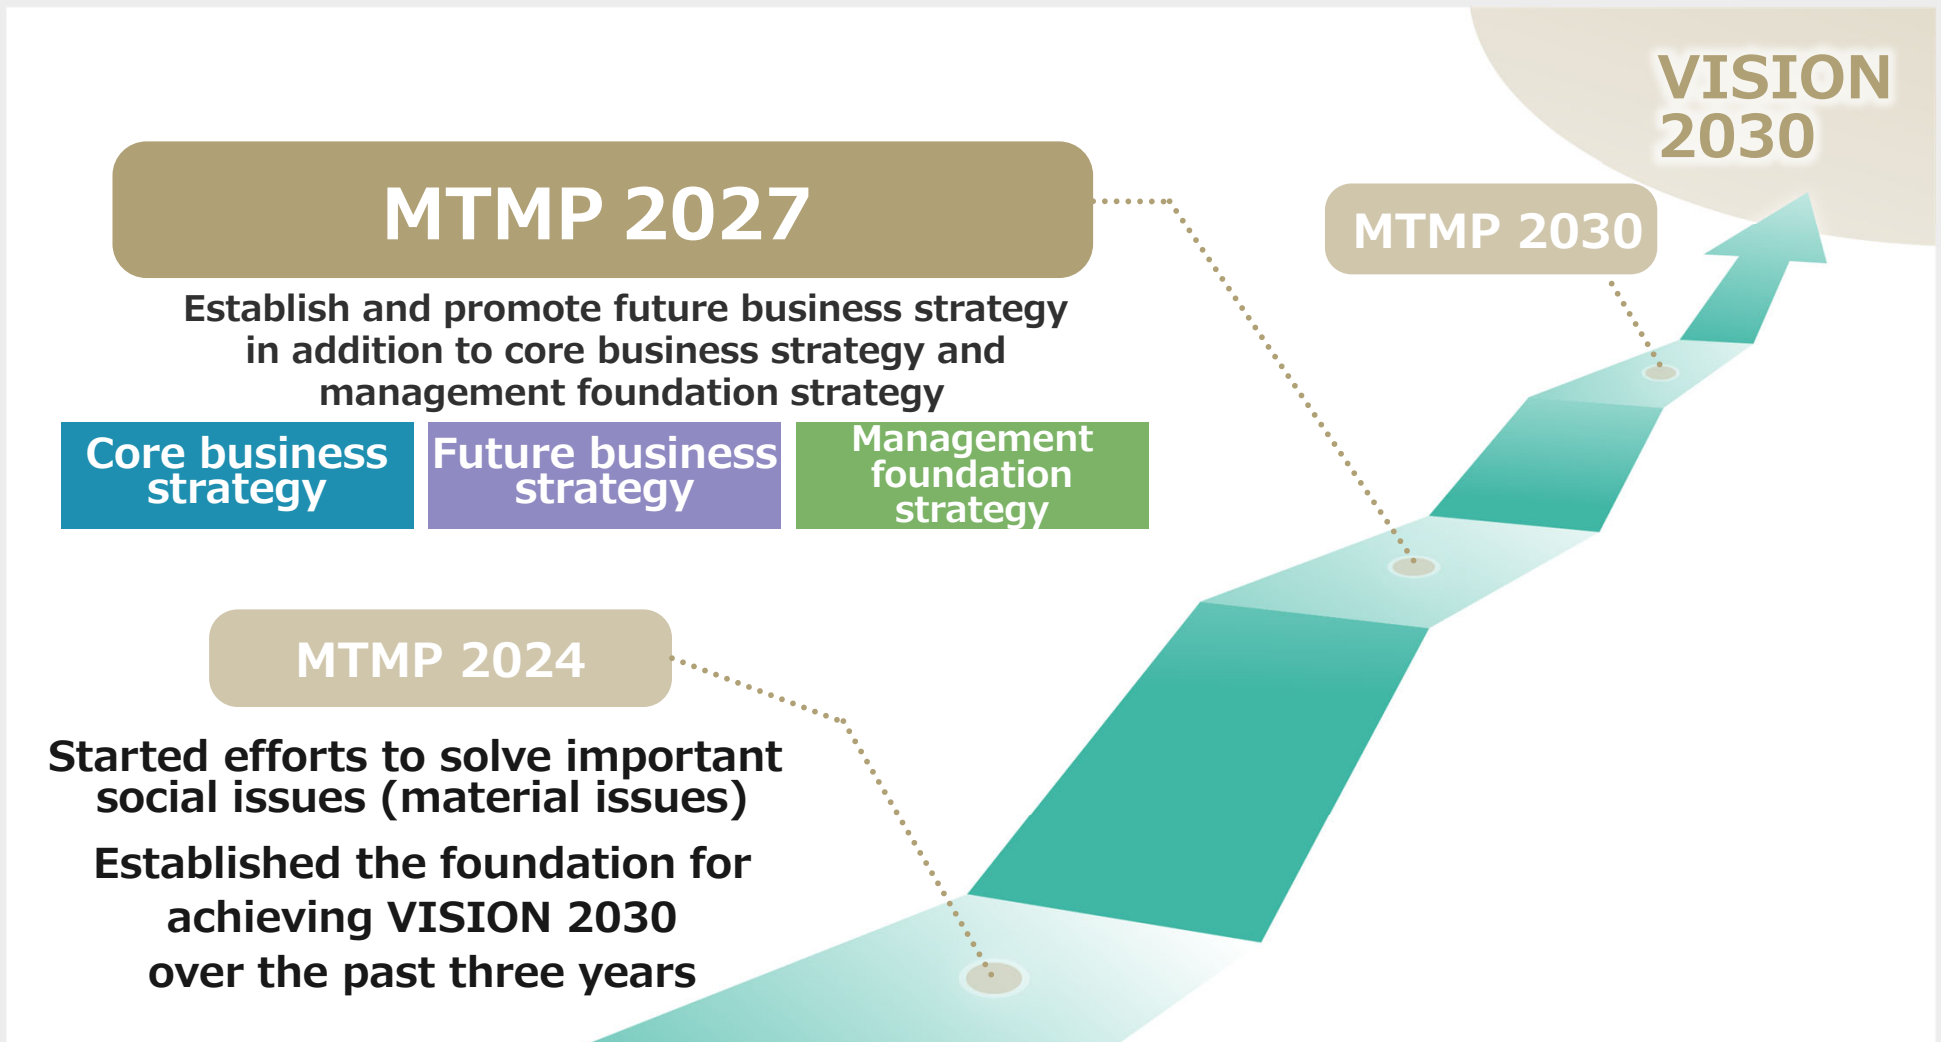 VISION
2030
MTMP 2027
MTMP 2030
Establish and promote future business strategy
in addition to core business strategy and
management foundation strategy
Core business
strategy
Future business
strategy
Management
foundation
strategy
MTMP 2024
Started efforts to solve important
social issues (material issues)
Established the foundation for
achieving VISION 2030
over the past three years